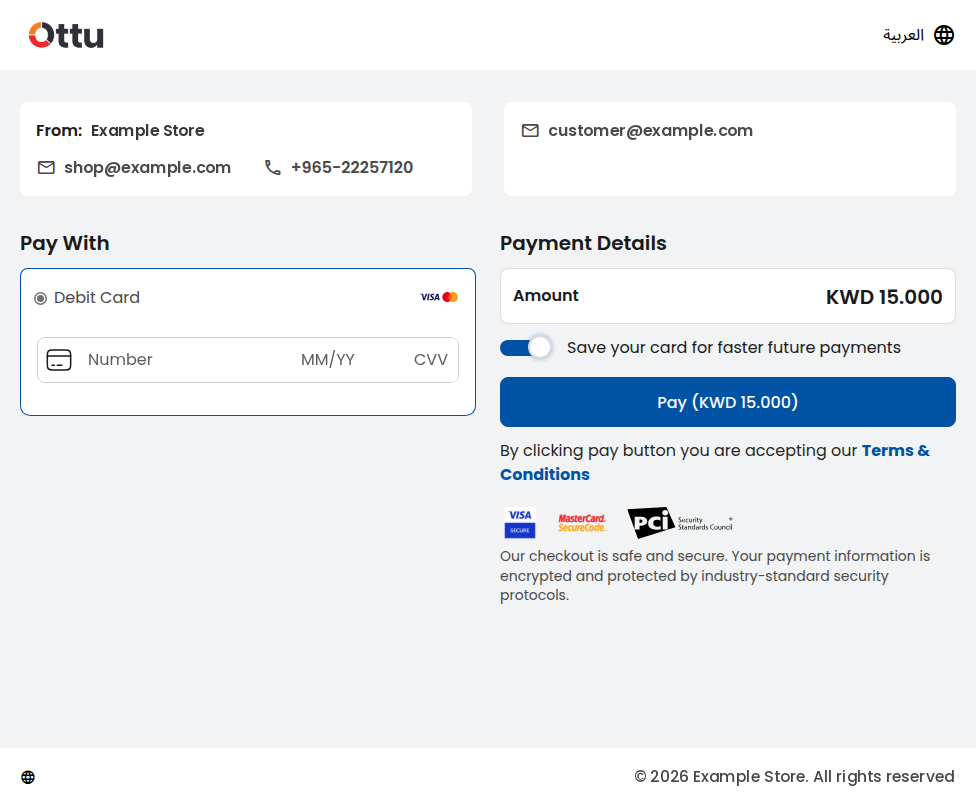 Ottu
العربية
From: Example Store
shop@example.com +965-22257120
customer@example.com
Pay With
Debit Card VISA
Number MM/YY CVV
Payment Details
Amount KWD 15.000
Save your card for faster future payments
Pay (KWD 15.000)
By clicking pay button you are accepting our Terms &
Conditions
VISA
SECURE
MasterCard.
SecureCode.
PCI Security
Standards Council
Our checkout is safe and secure. Your payment information is
encrypted and protected by industry-standard security
protocols.
© 2026 Example Store. All rights reserved